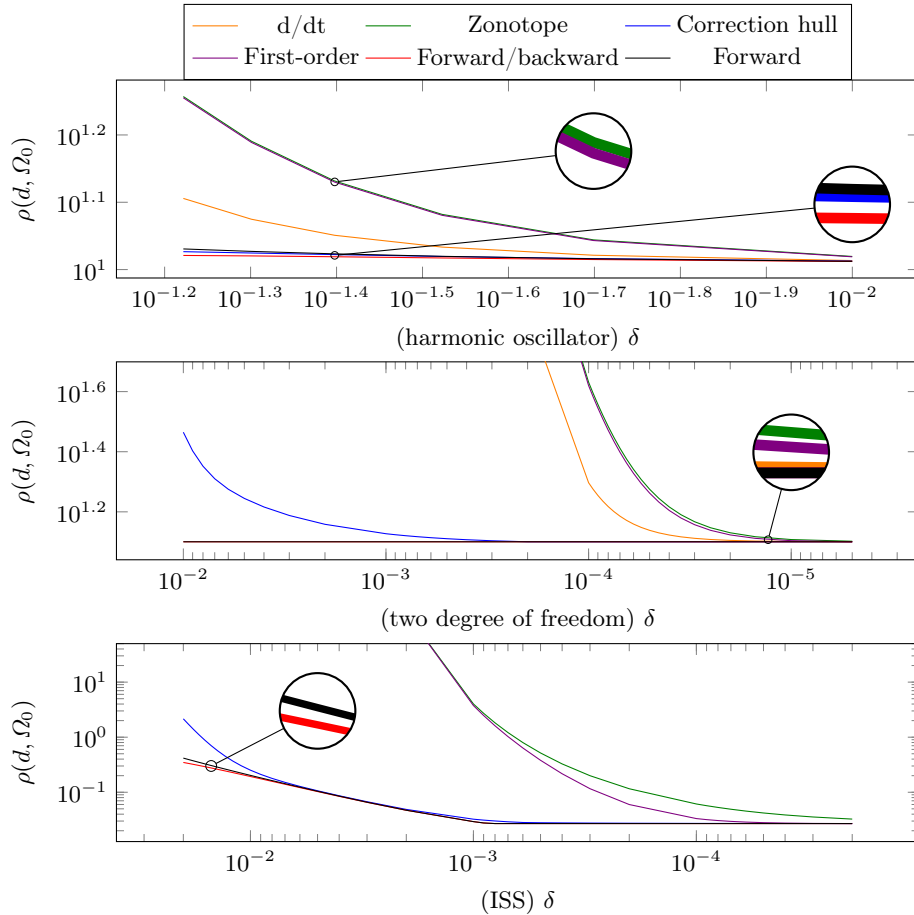 d/dt Zonotope Correction hull
First-order Forward/backward Forward
ρ(d, Ω₀)
10^1.2
10^1.1
10^1
10^−1.2 10^−1.3 10^−1.4 10^−1.5 10^−1.6 10^−1.7 10^−1.8 10^−1.9 10^−2
(harmonic oscillator) δ
ρ(d, Ω₀)
10^1.6
10^1.4
10^1.2
10^−2 10^−3 10^−4 10^−5
(two degree of freedom) δ
ρ(d, Ω₀)
10^1
10^0
10^−1
10^−2 10^−3 10^−4
(ISS) δ